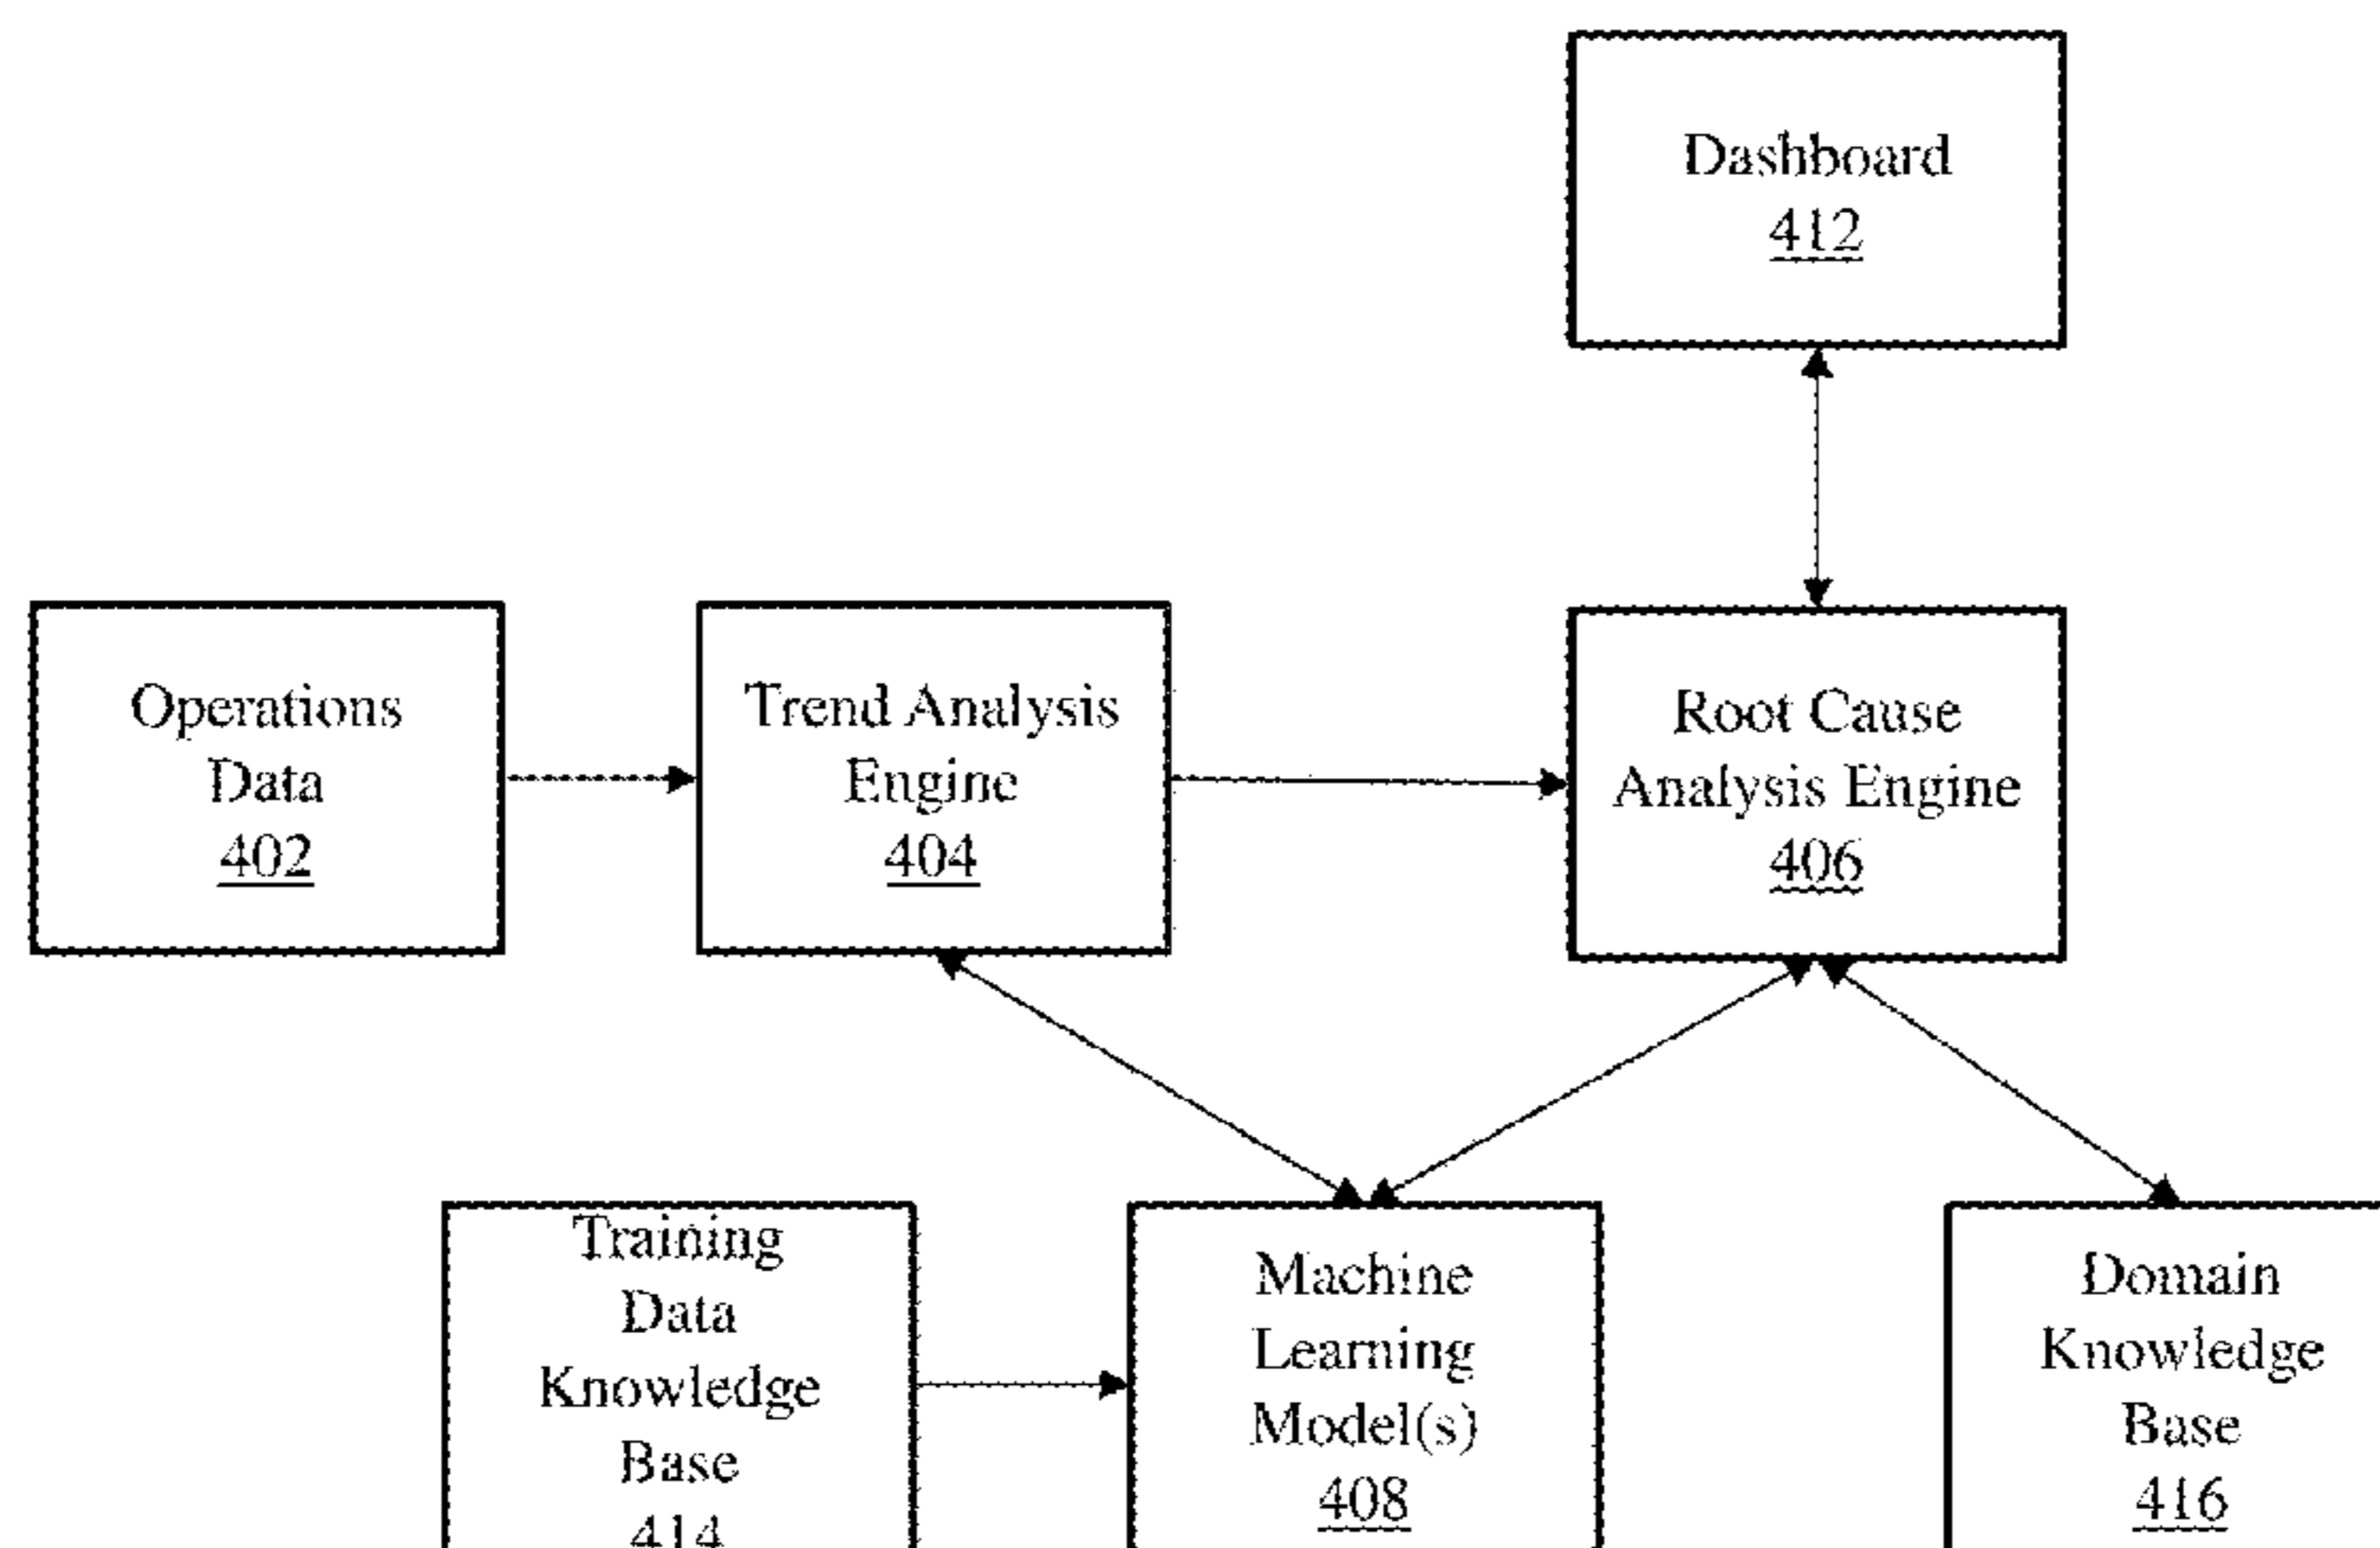 Dashboard
412
Operations
Data
402
Trend Analysis
Engine
404
Root Cause
Analysis Engine
406
Training
Data
Knowledge
Base
414
Machine
Learning
Model(s)
408
Domain
Knowledge
Base
416